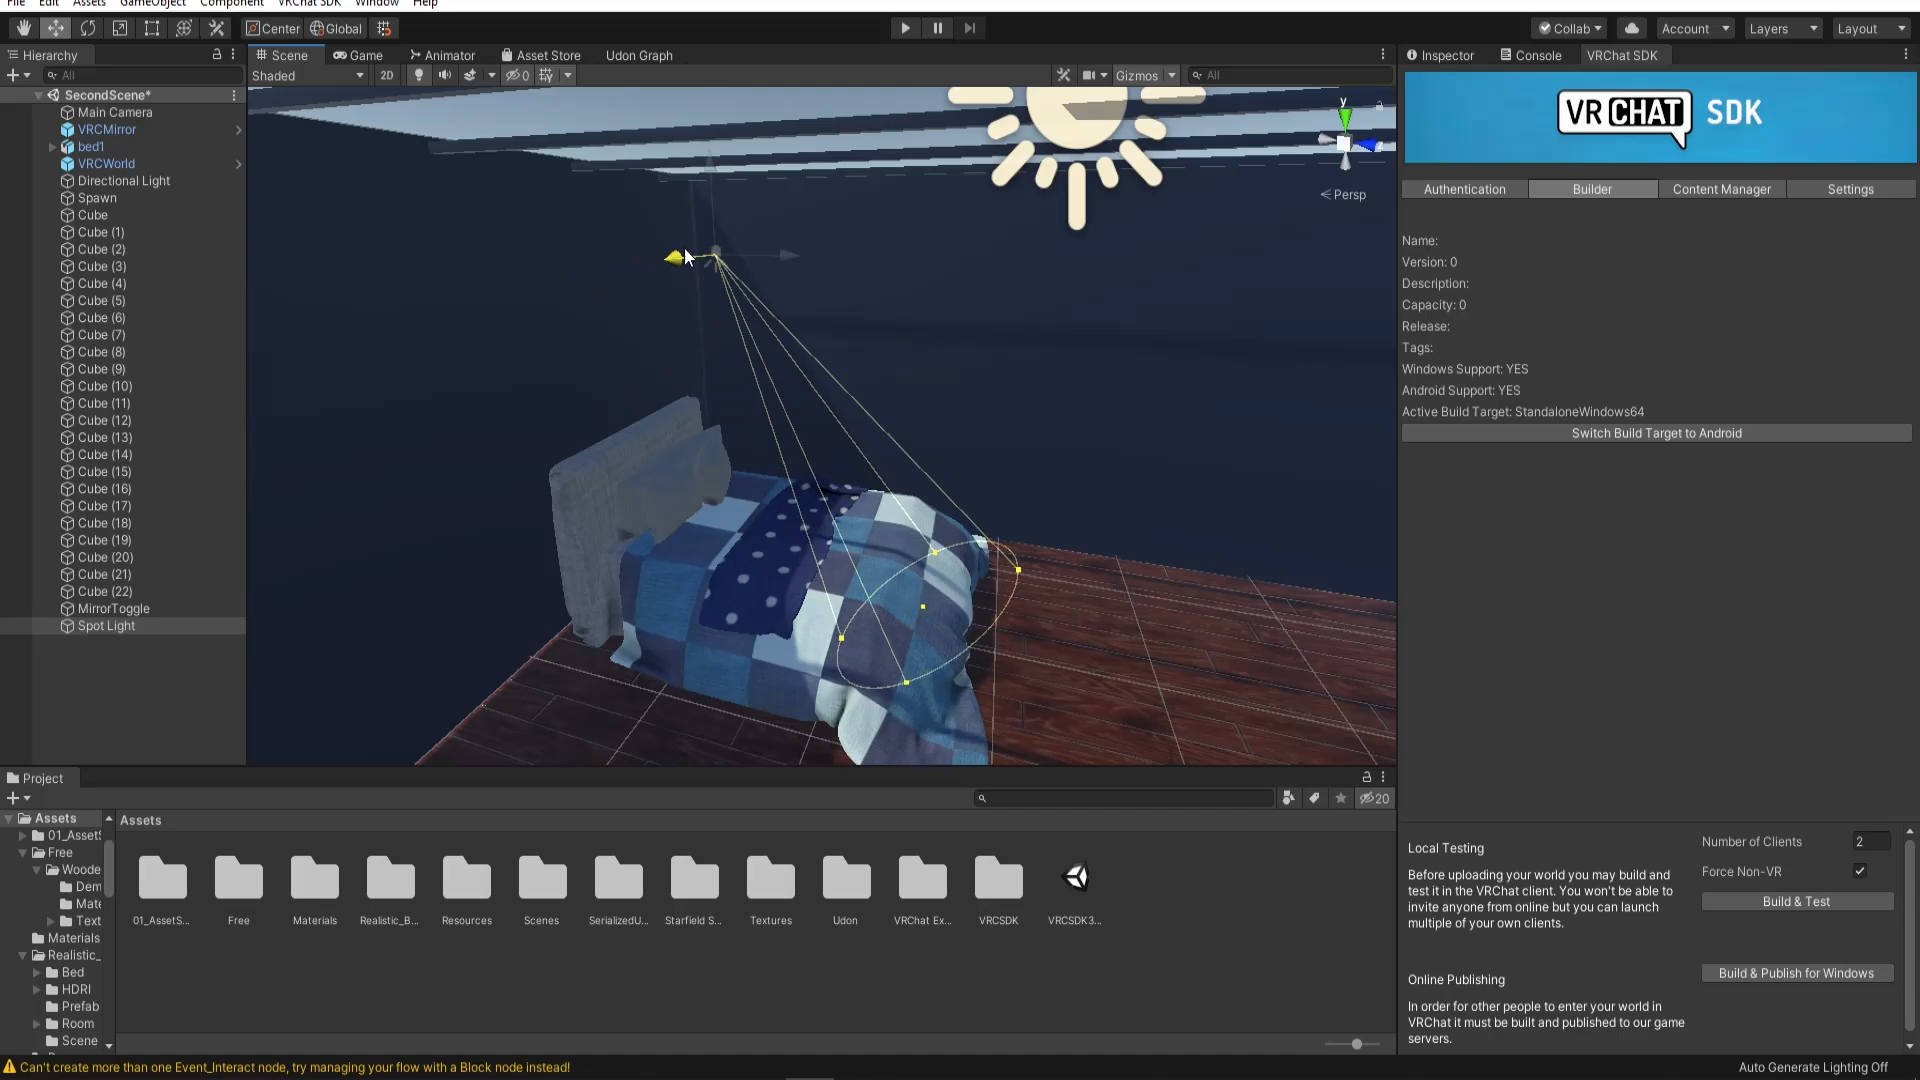 File Edit Assets GameObject Component VRChat SDK Window Help
Center Global Collab Account Layers Layout
Hierarchy
All
SecondScene*
Main Camera
VRCMirror
bed1
VRCWorld
Directional Light
Spawn
Cube
Cube (1)
Cube (2)
Cube (3)
Cube (4)
Cube (5)
Cube (6)
Cube (7)
Cube (8)
Cube (9)
Cube (10)
Cube (11)
Cube (12)
Cube (13)
Cube (14)
Cube (15)
Cube (16)
Cube (17)
Cube (18)
Cube (19)
Cube (20)
Cube (21)
Cube (22)
MirrorToggle
Spot Light
Scene Game Animator Asset Store Udon Graph
Shaded 2D 0 Gizmos All
y
Persp
Inspector Console VRChat SDK
VRCHAT SDK
Authentication Builder Content Manager Settings
Name:
Version: 0
Description:
Capacity: 0
Release:
Tags:
Windows Support: YES
Android Support: YES
Active Build Target: StandaloneWindows64
Switch Build Target to Android
Local Testing
Before uploading your world you may build and
test it in the VRChat client. You won't be able to
invite anyone from online but you can launch
multiple of your own clients.
Number of Clients 2
Force Non-VR
Build & Test
Online Publishing
In order for other people to enter your world in
VRChat it must be built and published to our game
servers.
Build & Publish for Windows
Project
20
Assets
01_Assets
Free
Woode
Dem
Mate
Text
Materials
Realistic_
Bed
HDRI
Prefab
Room
Scene
Assets
01_AssetS... Free Materials Realistic_B... Resources Scenes SerializedU... Starfield S... Textures Udon VRChat Ex... VRCSDK VRCSDK3...
Can't create more than one Event_Interact node, try managing your flow with a Block node instead!
Auto Generate Lighting Off